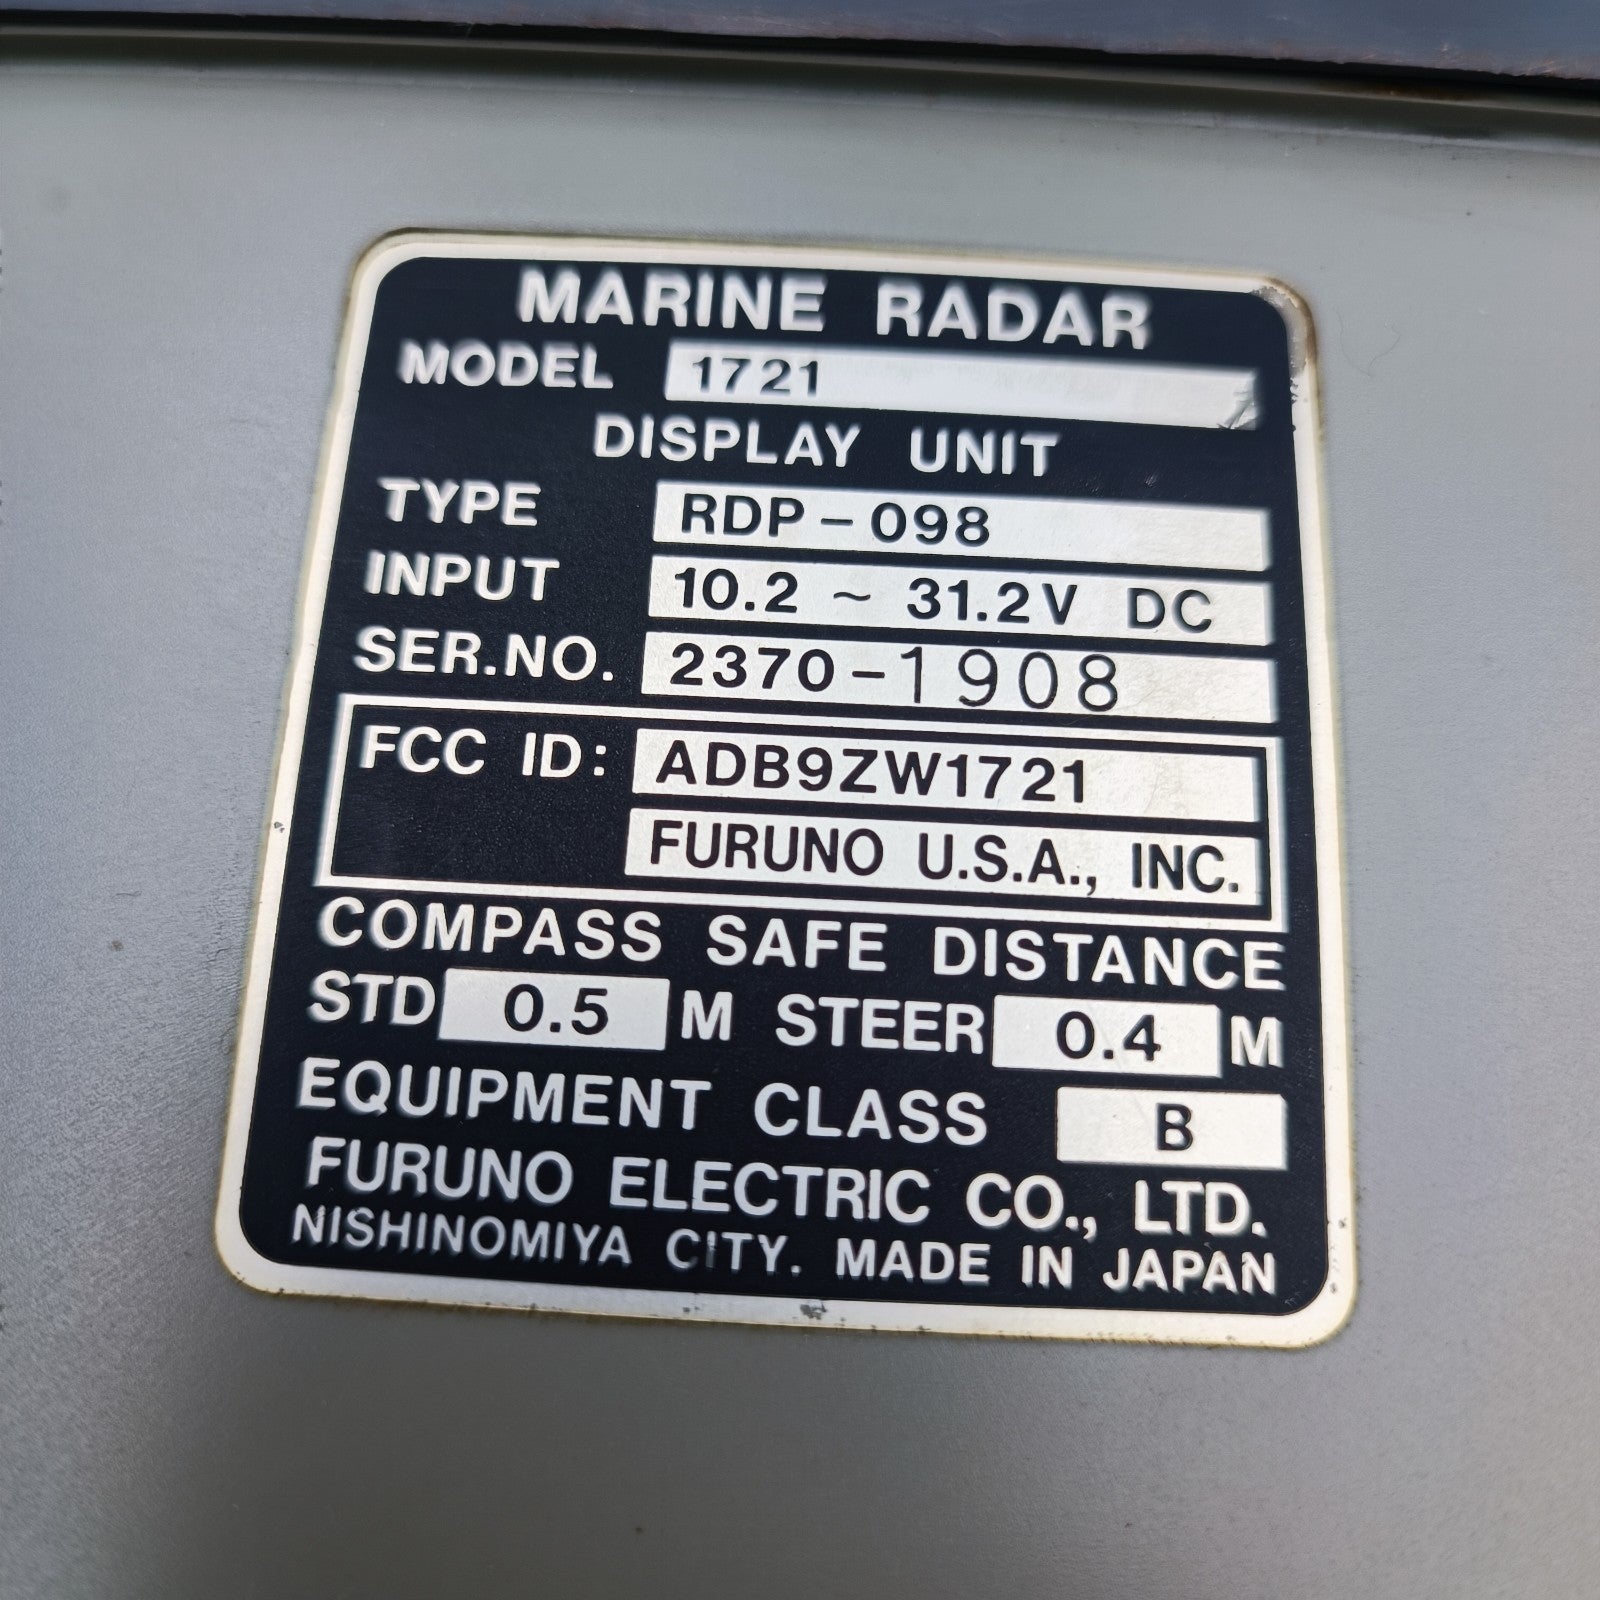 MARINE RADAR
MODEL 1721
DISPLAY UNIT
TYPE RDP-098
INPUT 10.2 ~ 31.2V DC
SER.NO. 2370-1908
FCC ID: ADB9ZW1721
FURUNO U.S.A., INC.
COMPASS SAFE DISTANCE
STD 0.5 M STEER 0.4 M
EQUIPMENT CLASS B
FURUNO ELECTRIC CO., LTD.
NISHINOMIYA CITY. MADE IN JAPAN